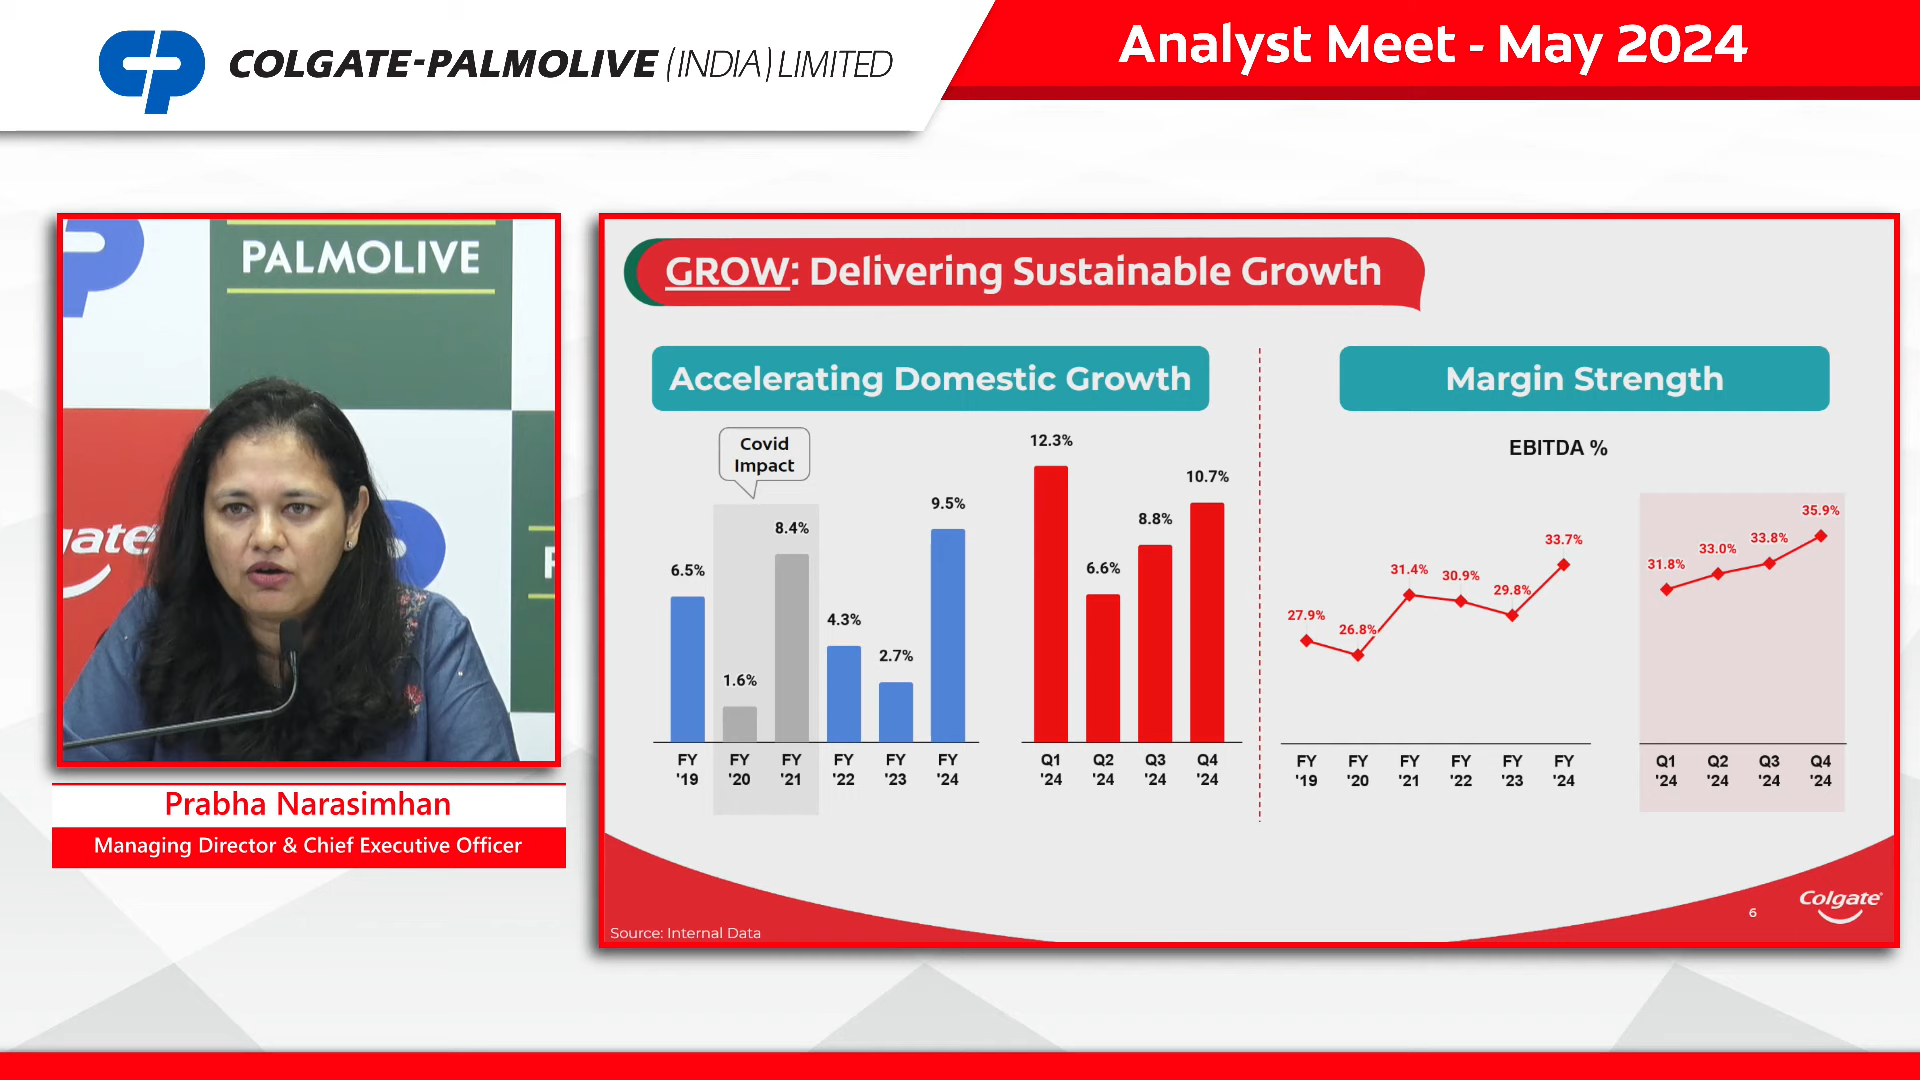 COLGATE-PALMOLIVE (INDIA) LIMITED
Analyst Meet - May 2024
PALMOLIVE
gate
P
Prabha Narasimhan
Managing Director & Chief Executive Officer
GROW: Delivering Sustainable Growth
Accelerating Domestic Growth
Covid
Impact
6.5% 1.6% 8.4% 4.3% 2.7% 9.5%
FY FY FY FY FY FY
'19 '20 '21 '22 '23 '24
12.3% 6.6% 8.8% 10.7%
Q1 Q2 Q3 Q4
'24 '24 '24 '24
Margin Strength
EBITDA %
27.9% 26.8% 31.4% 30.9% 29.8% 33.7%
FY FY FY FY FY FY
'19 '20 '21 '22 '23 '24
31.8% 33.0% 33.8% 35.9%
Q1 Q2 Q3 Q4
'24 '24 '24 '24
Source: Internal Data
6
Colgate